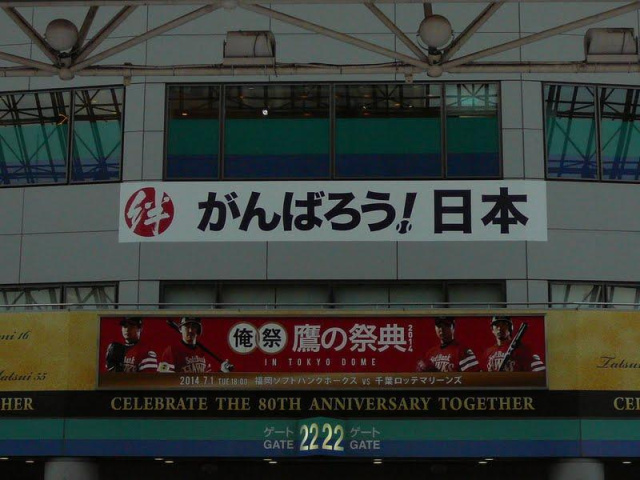 絆 がんばろう!日本
俺祭 鷹の祭典 2014
IN TOKYO DOME
2014.7.1 TUE 18:00 福岡ソフトバンクホークス vs 千葉ロッテマリーンズ
CELEBRATE THE 80TH ANNIVERSARY TOGETHER
HER
CELEB
ゲート GATE 22 22 ゲート GATE